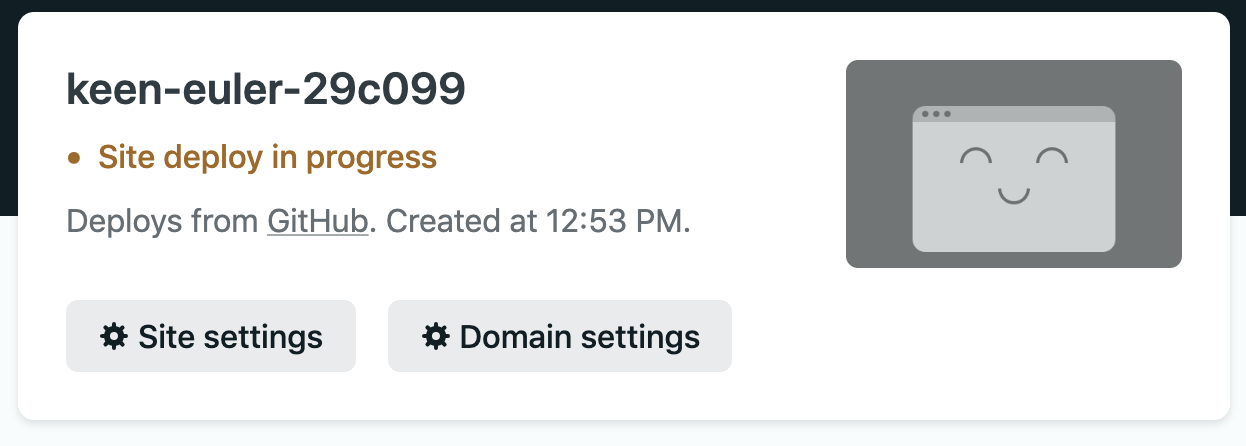 keen-euler-29c099
• Site deploy in progress
Deploys from GitHub. Created at 12:53 PM.
Site settings
Domain settings